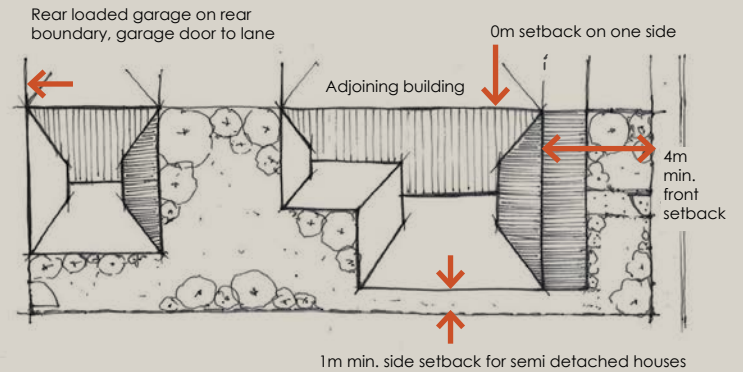 Rear loaded garage on rear
boundary, garage door to lane
0m setback on one side
Adjoining building
4m
min.
front
setback
1m min. side setback for semi detached houses